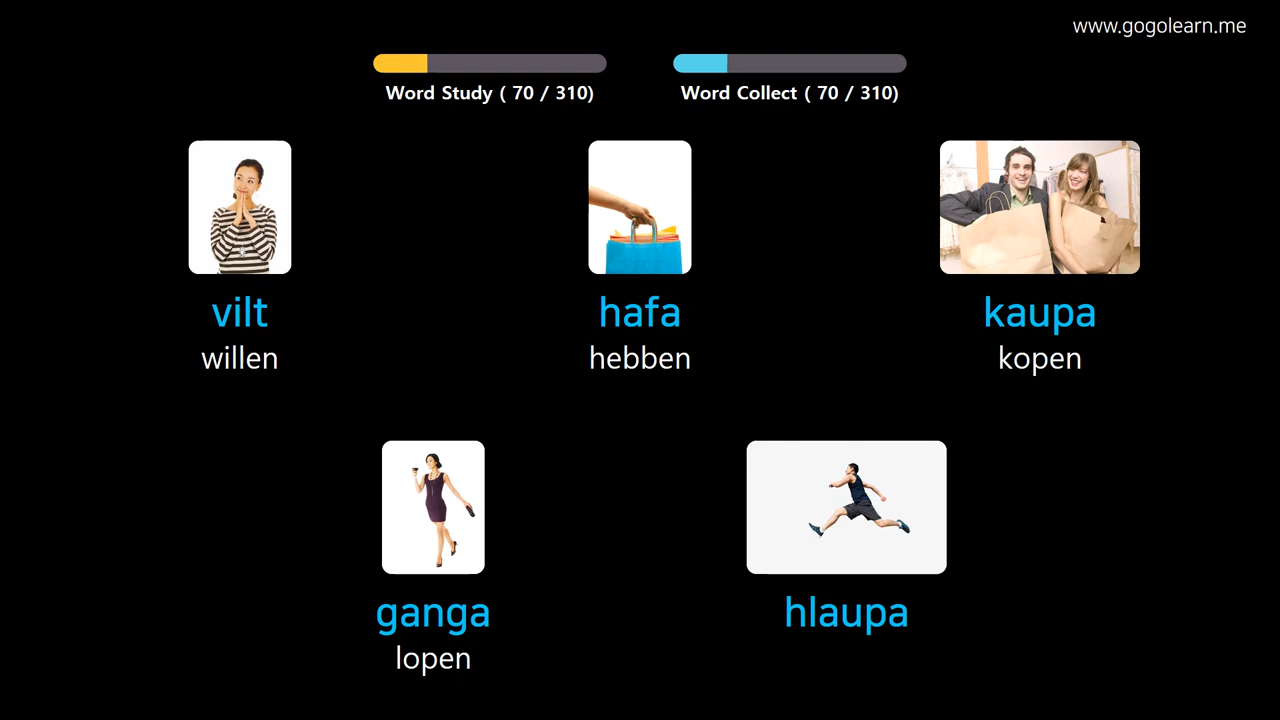 www.gogolearn.me
Word Study ( 70 / 310)
Word Collect ( 70 / 310)
vilt
willen
hafa
hebben
kaupa
kopen
ganga
lopen
hlaupa